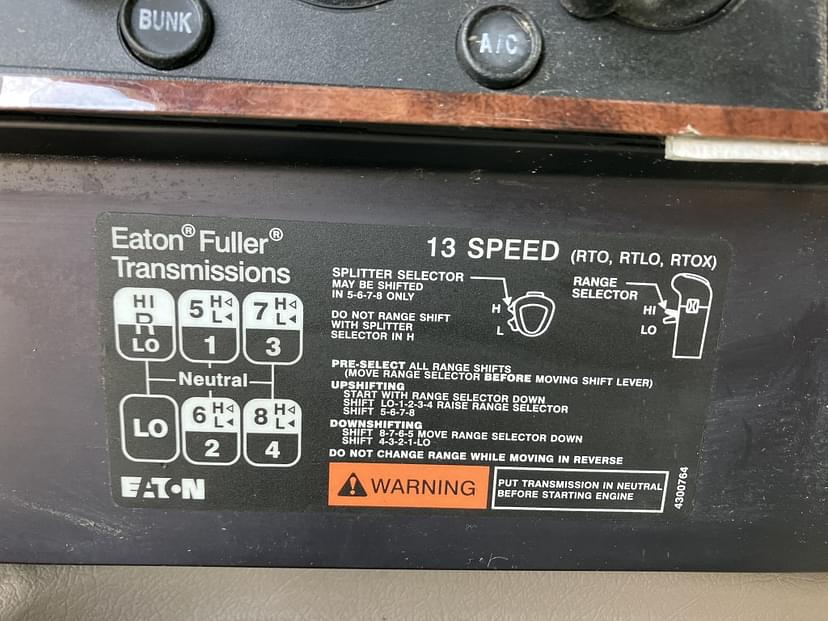 BUNK
A/C
Eaton® Fuller®
Transmissions
13 SPEED (RTO, RTLO, RTOX)
HI
R
LO
5 H◁
L◀
1
7 H◁
L◀
3
Neutral
LO
6 H◁
L◀
2
8 H◁
L◀
4
EATON
SPLITTER SELECTOR
MAY BE SHIFTED
IN 5-6-7-8 ONLY
DO NOT RANGE SHIFT
WITH SPLITTER
SELECTOR IN H
H
L
RANGE
SELECTOR
HI
LO
PRE-SELECT ALL RANGE SHIFTS
(MOVE RANGE SELECTOR BEFORE MOVING SHIFT LEVER)
UPSHIFTING
START WITH RANGE SELECTOR DOWN
SHIFT LO-1-2-3-4 RAISE RANGE SELECTOR
SHIFT 5-6-7-8
DOWNSHIFTING
SHIFT 8-7-6-5 MOVE RANGE SELECTOR DOWN
SHIFT 4-3-2-1-LO
DO NOT CHANGE RANGE WHILE MOVING IN REVERSE
WARNING
PUT TRANSMISSION IN NEUTRAL
BEFORE STARTING ENGINE
4300764